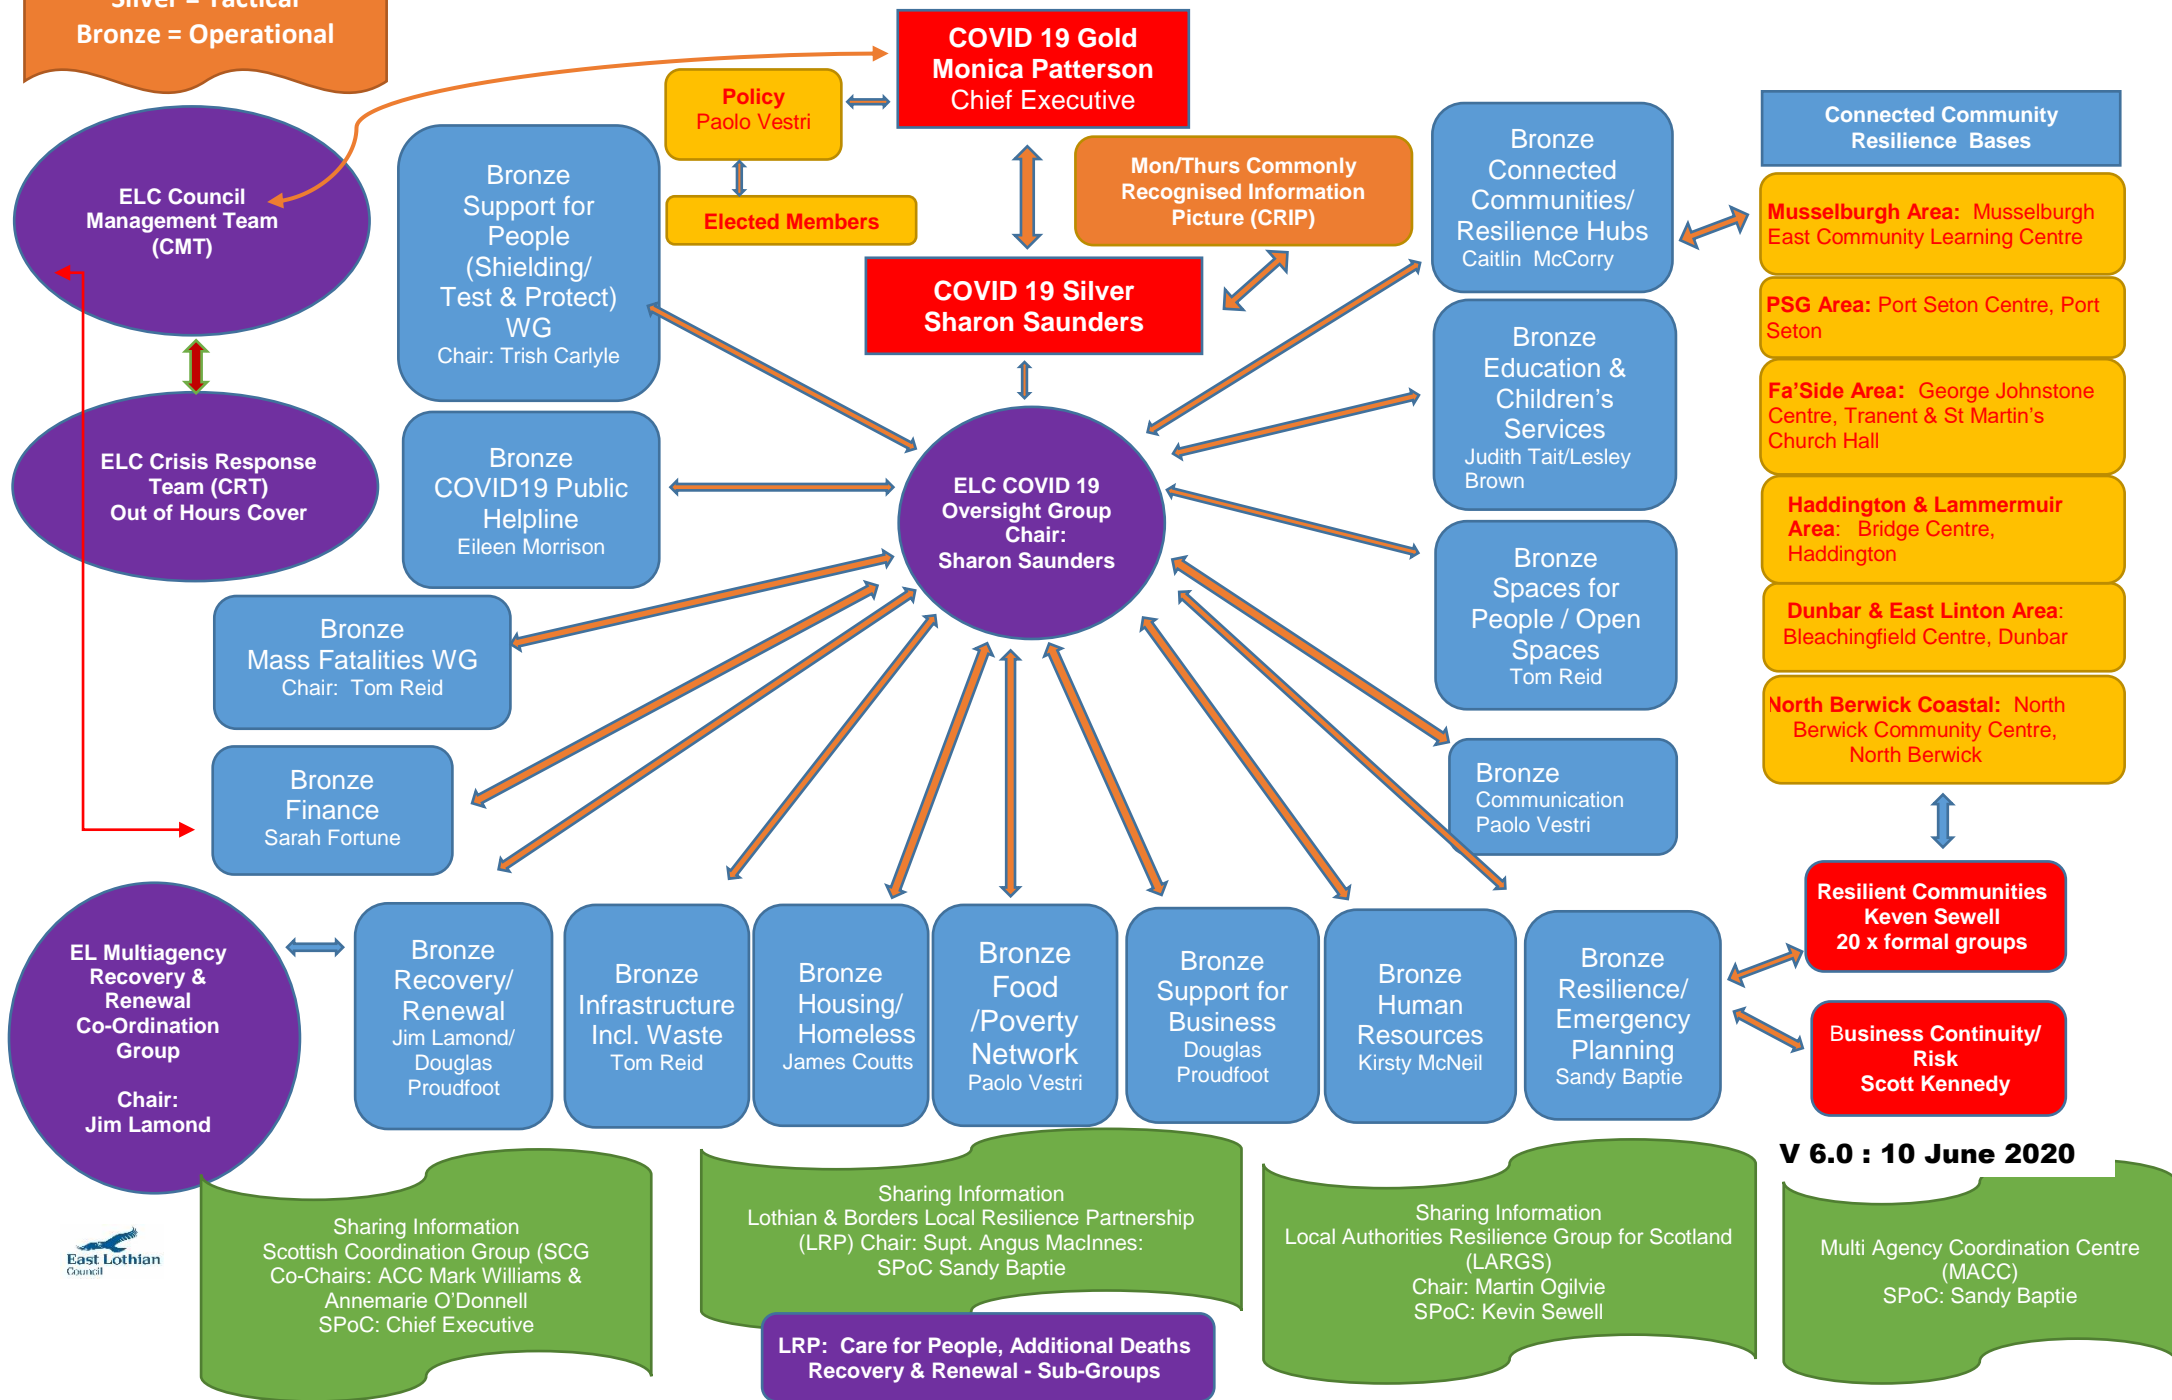 Silver = Tactical
Bronze = Operational
COVID 19 Gold
Monica Patterson
Chief Executive
Policy
Paolo Vestri
Elected Members
Mon/Thurs Commonly
Recognised Information
Picture (CRIP)
COVID 19 Silver
Sharon Saunders
ELC Council
Management Team
(CMT)
ELC Crisis Response
Team (CRT)
Out of Hours Cover
Bronze
Support for
People
(Shielding/
Test & Protect)
WG
Chair: Trish Carlyle
Bronze
COVID19 Public
Helpline
Eileen Morrison
Bronze
Mass Fatalities WG
Chair: Tom Reid
Bronze
Finance
Sarah Fortune
ELC COVID 19
Oversight Group
Chair:
Sharon Saunders
Bronze
Connected
Communities/
Resilience Hubs
Caitlin McCorry
Bronze
Education &
Children's
Services
Judith Tait/Lesley
Brown
Bronze
Spaces for
People / Open
Spaces
Tom Reid
Bronze
Communication
Paolo Vestri
Connected Community
Resilience Bases
Musselburgh Area: Musselburgh
East Community Learning Centre
PSG Area: Port Seton Centre, Port
Seton
Fa'Side Area: George Johnstone
Centre, Tranent & St Martin's
Church Hall
Haddington & Lammermuir
Area: Bridge Centre,
Haddington
Dunbar & East Linton Area:
Bleachingfield Centre, Dunbar
North Berwick Coastal: North
Berwick Community Centre,
North Berwick
Resilient Communities
Keven Sewell
20 x formal groups
Business Continuity/
Risk
Scott Kennedy
EL Multiagency
Recovery &
Renewal
Co-Ordination
Group
Chair:
Jim Lamond
Bronze
Recovery/
Renewal
Jim Lamond/
Douglas
Proudfoot
Bronze
Infrastructure
Incl. Waste
Tom Reid
Bronze
Housing/
Homeless
James Coutts
Bronze
Food
/Poverty
Network
Paolo Vestri
Bronze
Support for
Business
Douglas
Proudfoot
Bronze
Human
Resources
Kirsty McNeil
Bronze
Resilience/
Emergency
Planning
Sandy Baptie
V 6.0 : 10 June 2020
East Lothian
Council
Sharing Information
Scottish Coordination Group (SCG
Co-Chairs: ACC Mark Williams &
Annemarie O'Donnell
SPoC: Chief Executive
Sharing Information
Lothian & Borders Local Resilience Partnership
(LRP) Chair: Supt. Angus MacInnes:
SPoC Sandy Baptie
LRP: Care for People, Additional Deaths
Recovery & Renewal - Sub-Groups
Sharing Information
Local Authorities Resilience Group for Scotland
(LARGS)
Chair: Martin Ogilvie
SPoC: Kevin Sewell
Multi Agency Coordination Centre
(MACC)
SPoC: Sandy Baptie